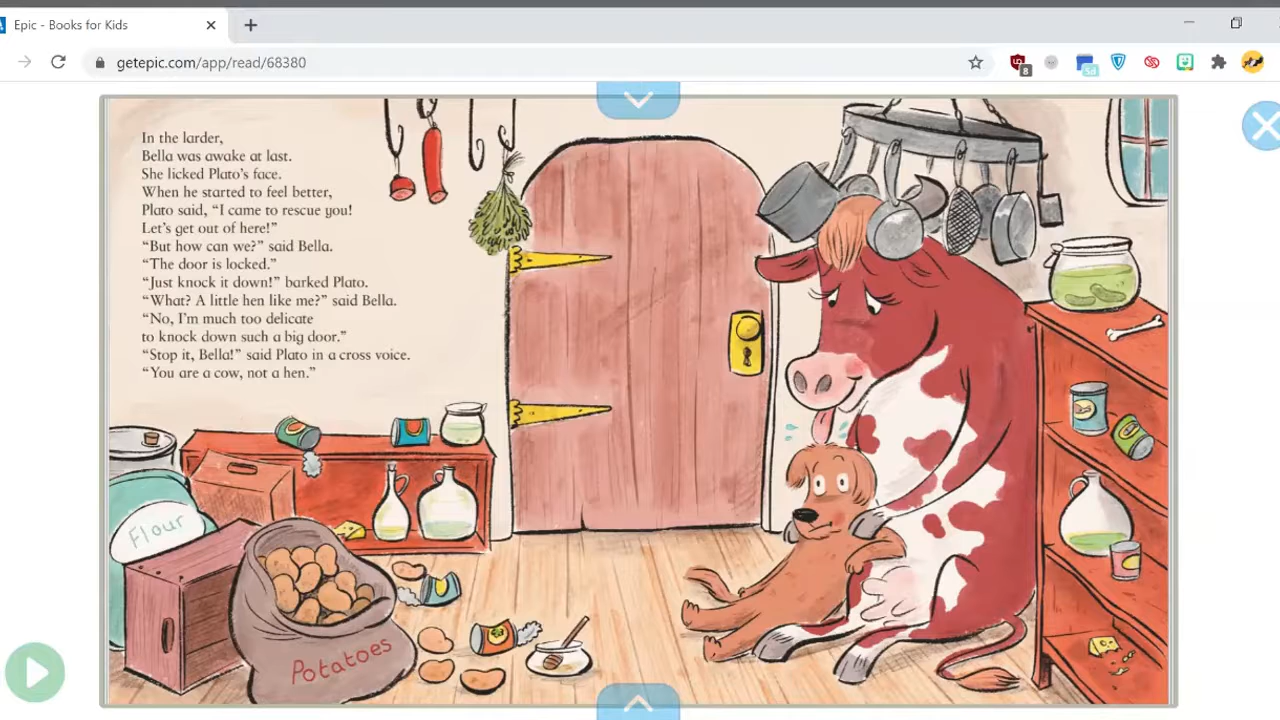 Epic - Books for Kids
getepic.com/app/read/68380
8
5d
In the larder,
Bella was awake at last.
She licked Plato's face.
When he started to feel better,
Plato said, “I came to rescue you!
Let's get out of here!”
“But how can we?” said Bella.
“The door is locked.”
“Just knock it down!” barked Plato.
“What? A little hen like me?” said Bella.
“No, I'm much too delicate
to knock down such a big door.”
“Stop it, Bella!” said Plato in a cross voice.
“You are a cow, not a hen.”
Flour
Potatoes